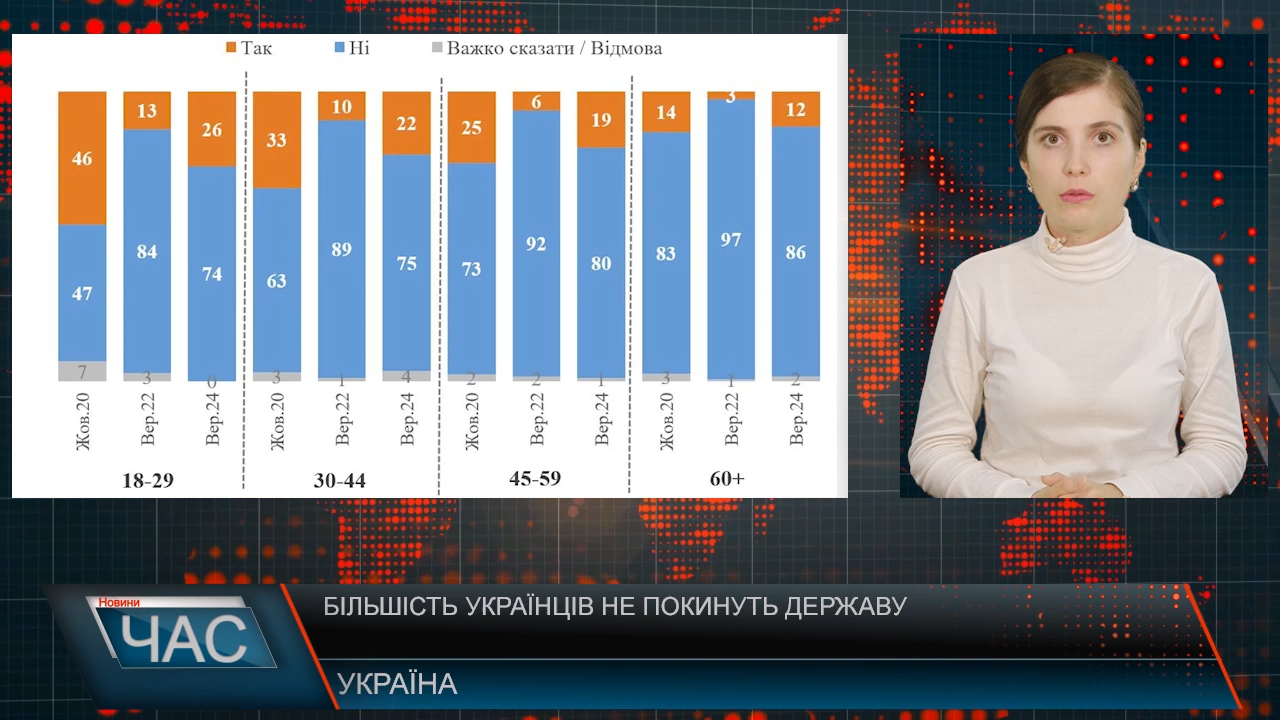 Так Ні Важко сказати / Відмова
46 13 26 33 10 22 25 6 19 14 3 12
47 84 74 63 89 75 73 92 80 83 97 86
7 3 0 3 1 4 2 2 1 3 1 2
Жов.20 Вер.22 Вер.24 Жов.20 Вер.22 Вер.24 Жов.20 Вер.22 Вер.24 Жов.20 Вер.22 Вер.24
18-29 30-44 45-59 60+
Новини
ЧАС
БІЛЬШІСТЬ УКРАЇНЦІВ НЕ ПОКИНУТЬ ДЕРЖАВУ
УКРАЇНА